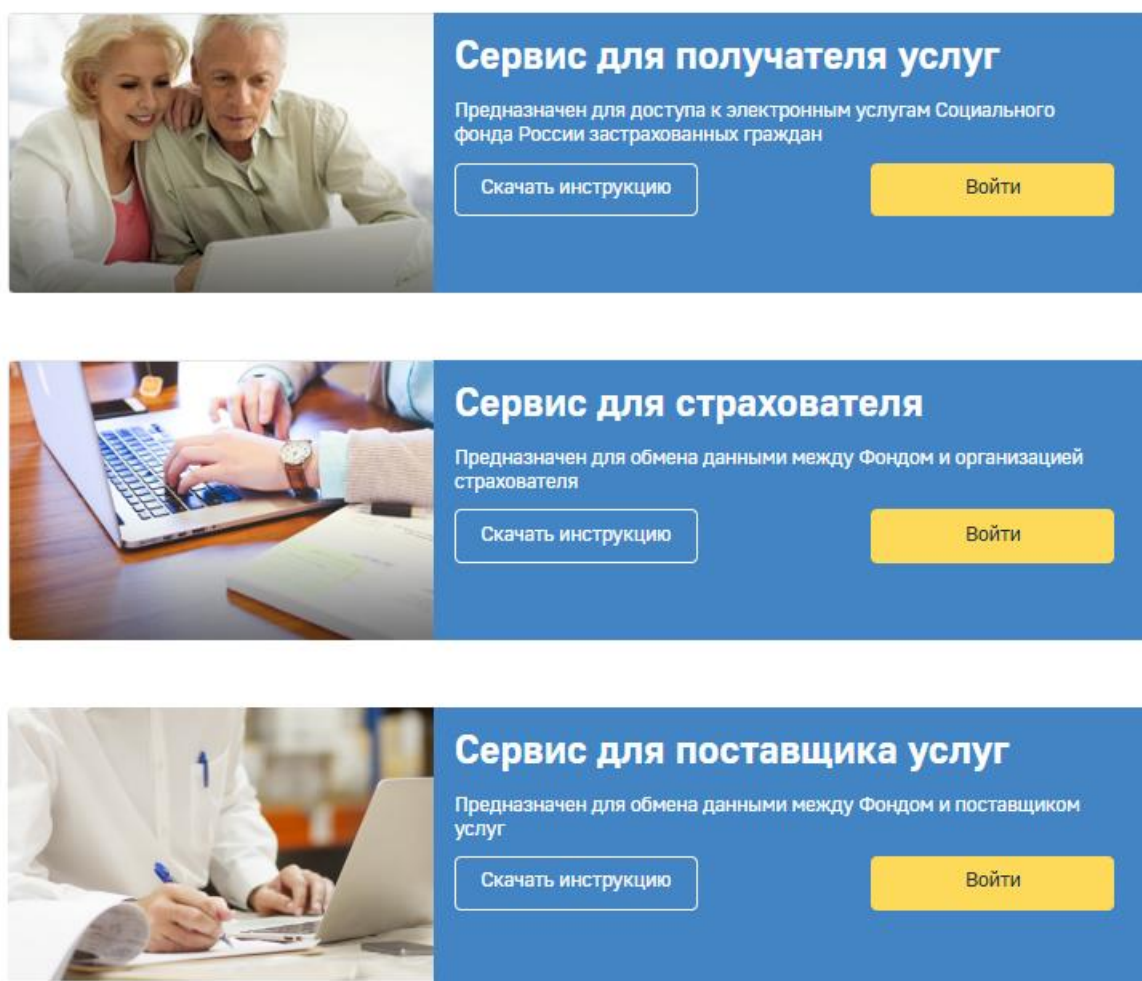 Сервис для получателя услуг
Предназначен для доступа к электронным услугам Социального
фонда России застрахованных граждан
Скачать инструкцию
Войти
Сервис для страхователя
Предназначен для обмена данными между Фондом и организацией
страхователя
Скачать инструкцию
Войти
Сервис для поставщика услуг
Предназначен для обмена данными между Фондом и поставщиком
услуг
Скачать инструкцию
Войти